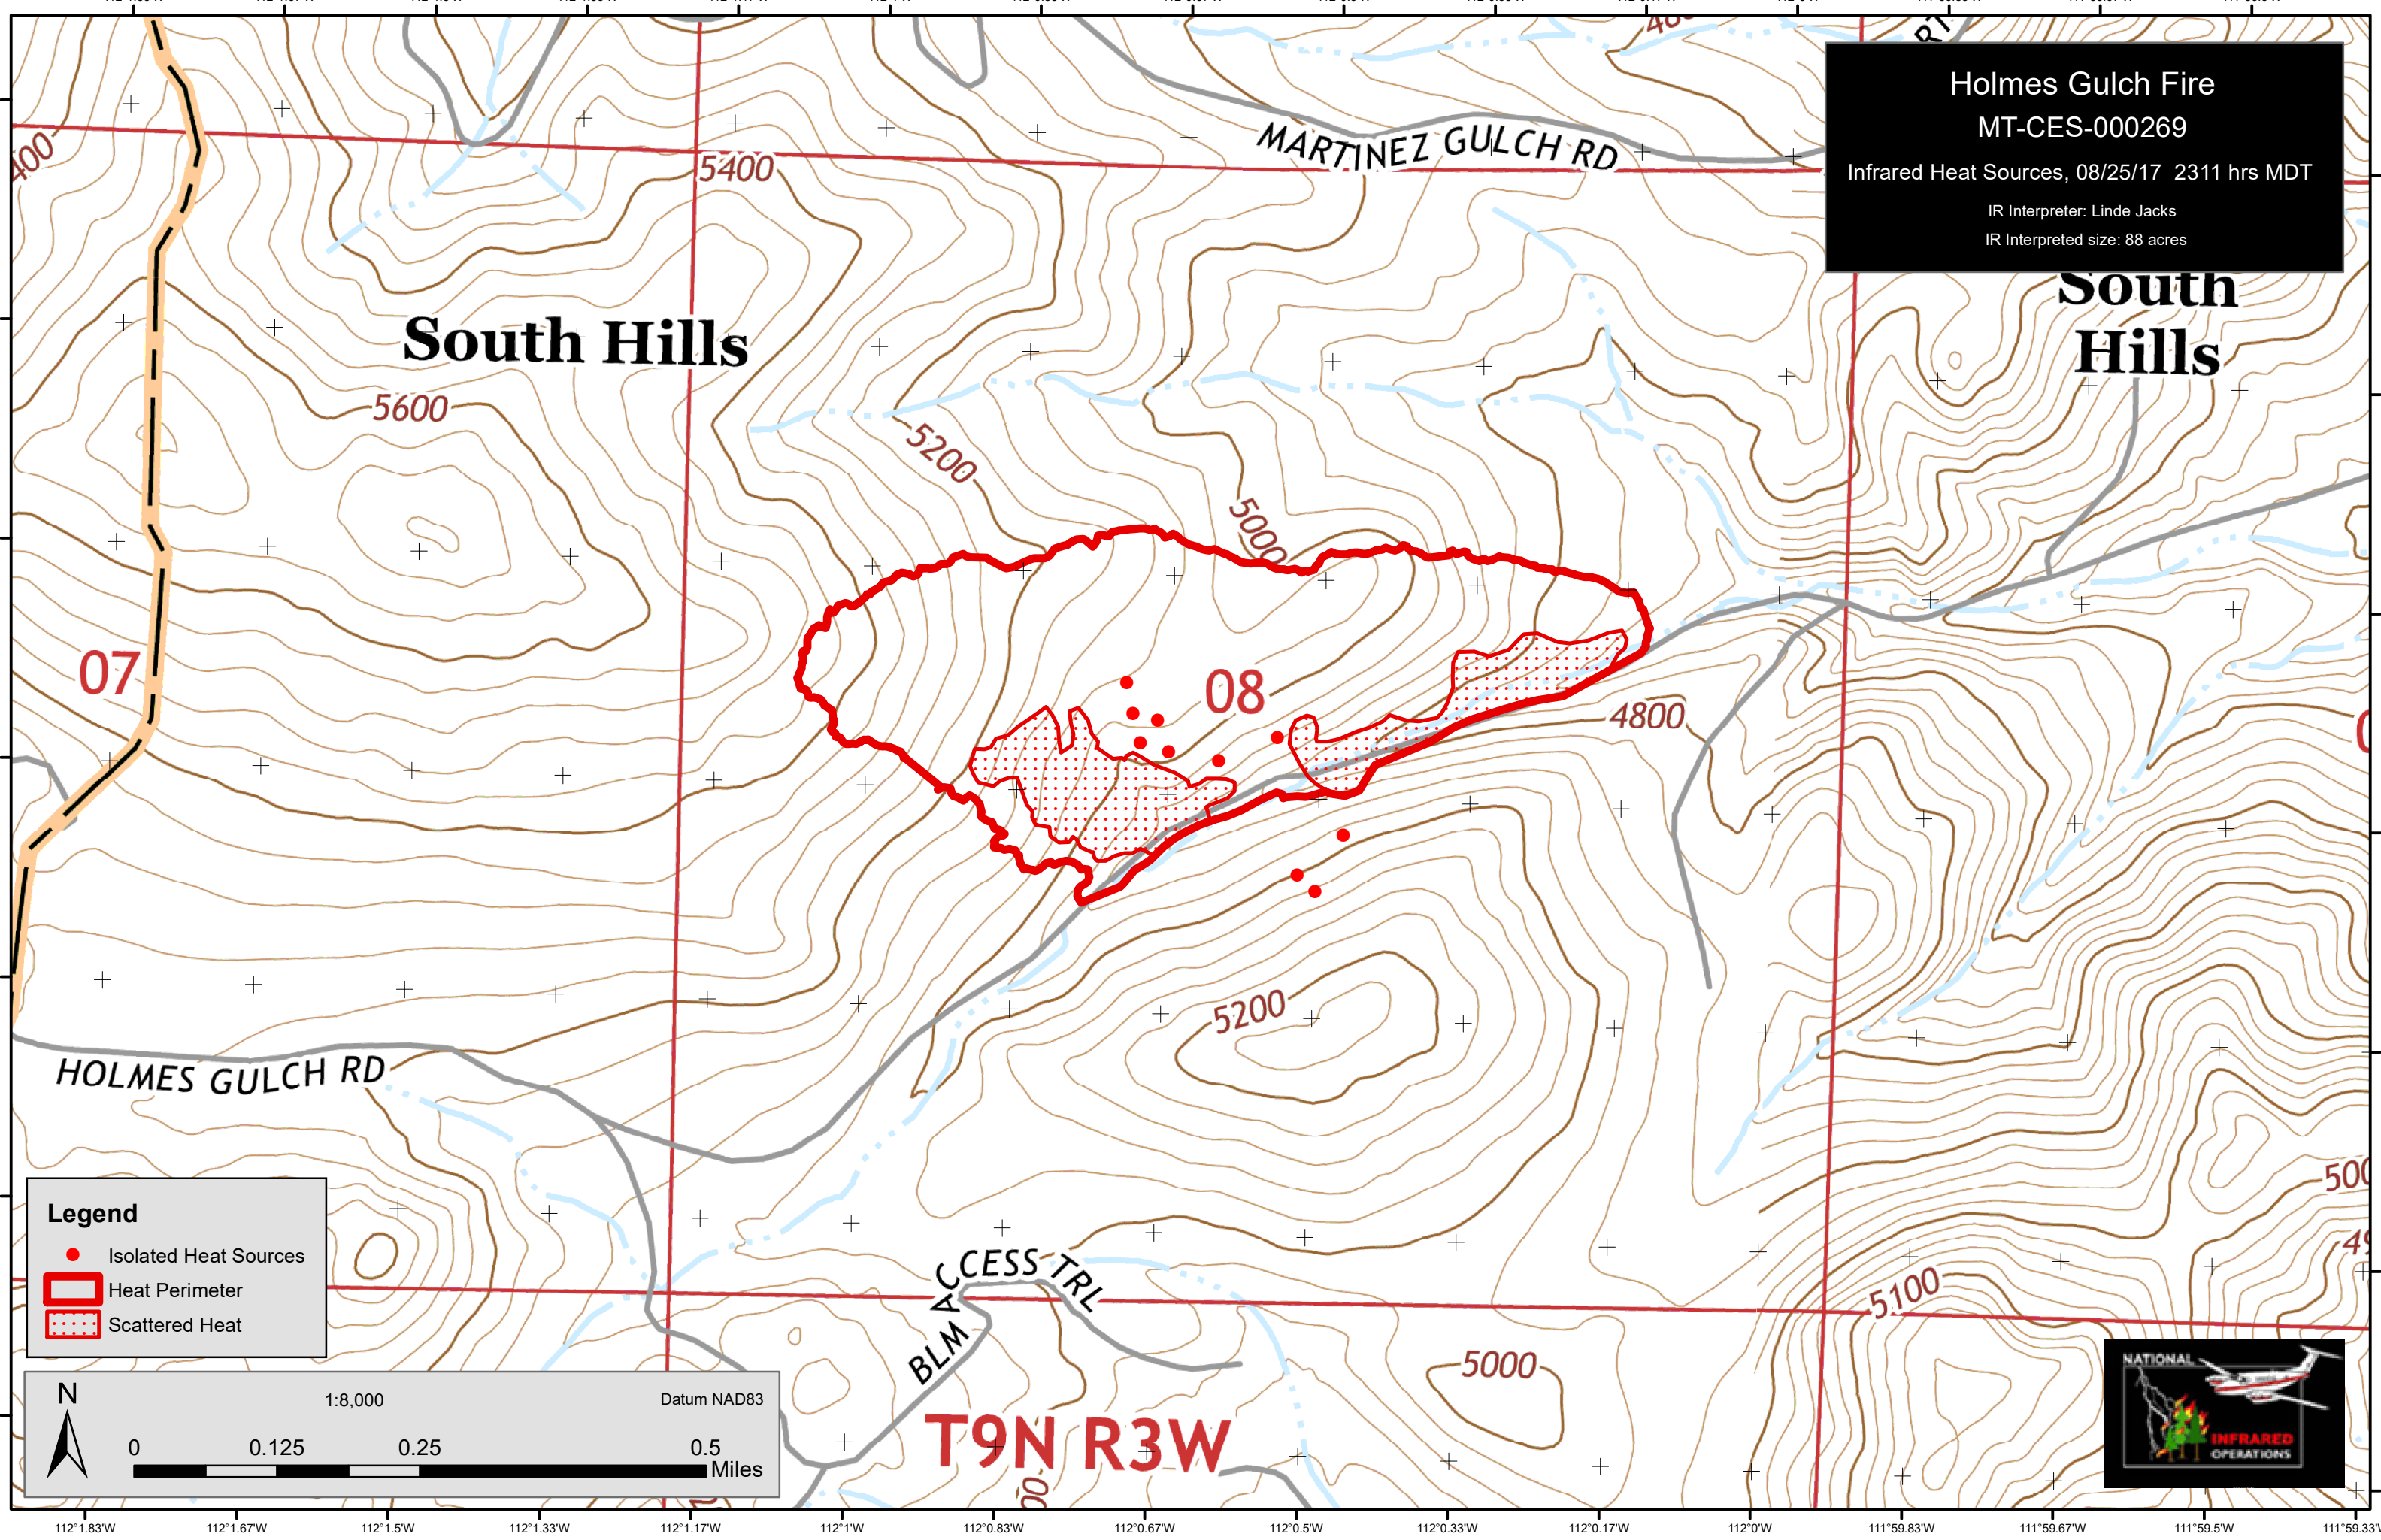 Holmes Gulch Fire
MT-CES-000269
Infrared Heat Sources, 08/25/17  2311 hrs MDT
IR Interpreter: Linde Jacks
IR Interpreted size: 88 acres
MARTINEZ GULCH RD
5400
South Hills
South
Hills
5600
5200
5000
07
08
4800
5200
HOLMES GULCH RD
BLM ACCESS TRL
5100
5000
T9N R3W
Legend
Isolated Heat Sources
Heat Perimeter
Scattered Heat
N
1:8,000
Datum NAD83
0 0.125 0.25 0.5
Miles
NATIONAL
INFRARED
OPERATIONS
112°1.83'W 112°1.67'W 112°1.5'W 112°1.33'W 112°1.17'W 112°1'W 112°0.83'W 112°0.67'W 112°0.5'W 112°0.33'W 112°0.17'W 112°0'W 111°59.83'W 111°59.67'W 111°59.5'W 111°59.33'W